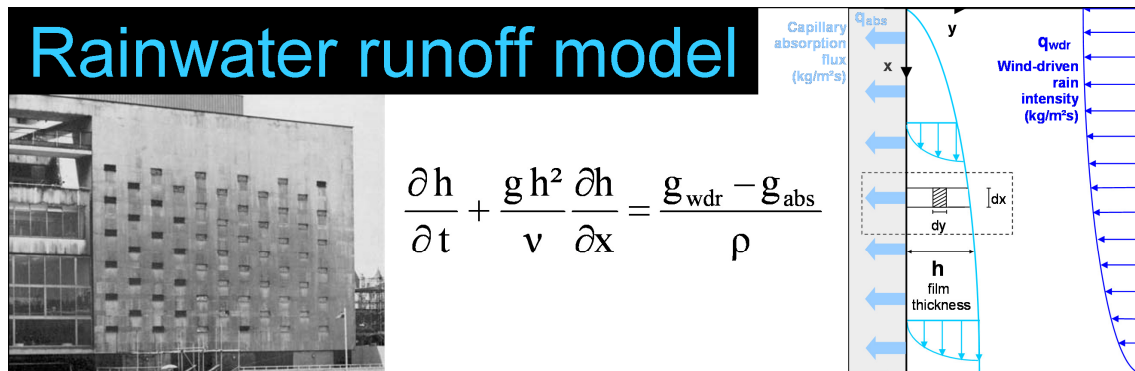 Rainwater runoff model
∂h/∂t + gh²/ν ∂h/∂x = (g_wdr – g_abs)/ρ
q_abs
Capillary
absorption
flux
(kg/m²s)
y
x
dx
dy
h
film
thickness
q_wdr
Wind-driven
rain
intensity
(kg/m²s)